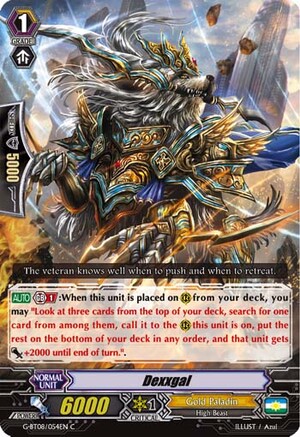 1
GRADE
5000
The veteran knows well when to push and when to retreat.
AUTO GB 1 :When this unit is placed on R from your deck, you
may "Look at three cards from the top of your deck, search for
one card from among them, call it to the R this unit is on, put the
rest on the bottom of your deck in any order, and that unit gets
+2000 until end of turn.".
NORMAL UNIT
Dexxgal
POWER
6000
1
CRITICAL
Gold Paladin
High Beast
G-BT08/054EN C
ILLUST / Azul